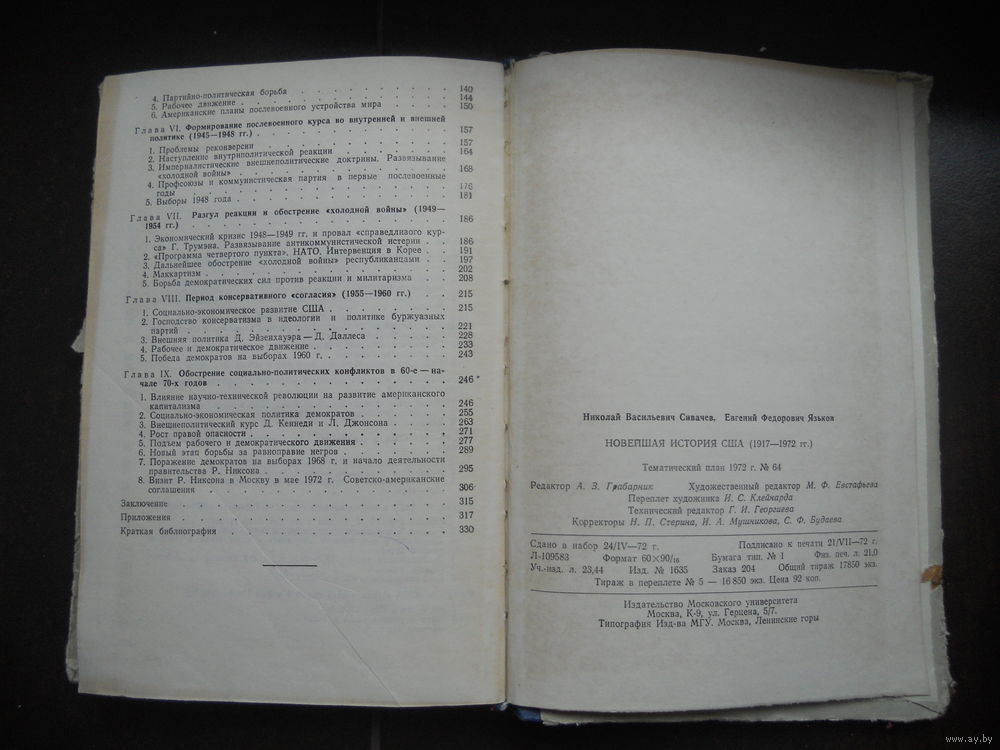 4. Партийно-политическая борьба . . . . . . . . . . 140
5. Рабочее движение . . . . . . . . . . . . 144
6. Американские планы послевоенного устройства мира . . . . 150
Глава VI. Формирование послевоенного курса во внутренней и внешней
политике (1945—1948 гг.) . . . . . . . . . . . . 157
1. Проблемы реконверсии . . . . . . . . . . . . 157
2. Наступление внутриполитической реакции . . . . . . . 164
3. Империалистические внешнеполитические доктрины. Развязывание
«холодной войны» . . . . . . . . . . . . . 168
4. Профсоюзы и коммунистическая партия в первые послевоенные
годы . . . . . . . . . . . . . . . . 176
5. Выборы 1948 года . . . . . . . . . . . . . 181
Глава VII. Разгул реакции и обострение «холодной войны» (1949—
1954 гг.) . . . . . . . . . . . . . . . 186
1. Экономический кризис 1948—1949 гг. и провал «справедливого кур-
са» Г. Трумэна. Развязывание антикоммунистической истерии . . 186
2. «Программа четвертого пункта». НАТО. Интервенция в Корее . . 191
3. Дальнейшее обострение «холодной войны» республиканцами . . 197
4. Маккартизм . . . . . . . . . . . . . . 202
5. Борьба демократических сил против реакции и милитаризма . . 208
Глава VIII. Период консервативного «согласия» (1955—1960 гг.) . . 215
1. Социально-экономическое развитие США . . . . . . . 215
2. Господство консерватизма в идеологии и политике буржуазных
партий . . . . . . . . . . . . . . . 221
3. Внешняя политика Д. Эйзенхауэра — Д. Даллеса . . . . . 228
4. Рабочее и демократическое движение . . . . . . . . 233
5. Победа демократов на выборах 1960 г. . . . . . . . . 243
Глава IX. Обострение социально-политических конфликтов в 60-е — на-
чале 70-х годов . . . . . . . . . . . . . 246
1. Влияние научно-технической революции на развитие американского
капитализма . . . . . . . . . . . . . . 246
2. Социально-экономическая политика демократов . . . . . . 255
3. Внешнеполитический курс Д. Кеннеди и Л. Джонсона . . . . 263
4. Рост правой опасности . . . . . . . . . . . 271
5. Подъем рабочего и демократического движения . . . . . . 277
6. Новый этап борьбы за равноправие негров . . . . . . . 289
7. Поражение демократов на выборах 1968 г. и начало деятельности
правительства Р. Никсона . . . . . . . . . . . 295
8. Визит Р. Никсона в Москву в мае 1972 г. Советско-американские
соглашения . . . . . . . . . . . . . . 306
Заключение . . . . . . . . . . . . . . . 315
Приложения . . . . . . . . . . . . . . . 317
Краткая библиография . . . . . . . . . . . . . 330
Николай Васильевич Сивачев, Евгений Федорович Язьков
НОВЕЙШАЯ ИСТОРИЯ США (1917—1972 гг.)
Тематический план 1972 г. № 64
Редактор А. З. Грабарник Художественный редактор М. Ф. Евстафьева
Переплет художника И. С. Клейнарда
Технический редактор Г. И. Георгиева
Корректоры Н. П. Стерина, И. А. Мушникова, С. Ф. Будаева
Сдано в набор 24/IV—72 г. Подписано к печати 21/VII—72 г.
Л-109583 Формат 60×90/16 Бумага тип. № 1 Физ. печ. л. 21,0
Уч.-изд. л. 23,44 Изд. № 1635 Заказ 204 Общий тираж 17850 экз.
Тираж в переплете № 5 — 16 850 экз. Цена 92 коп.
Издательство Московского университета
Москва, К-9, ул. Герцена, 5/7.
Типография Изд-ва МГУ. Москва, Ленинские горы
www.ay.by